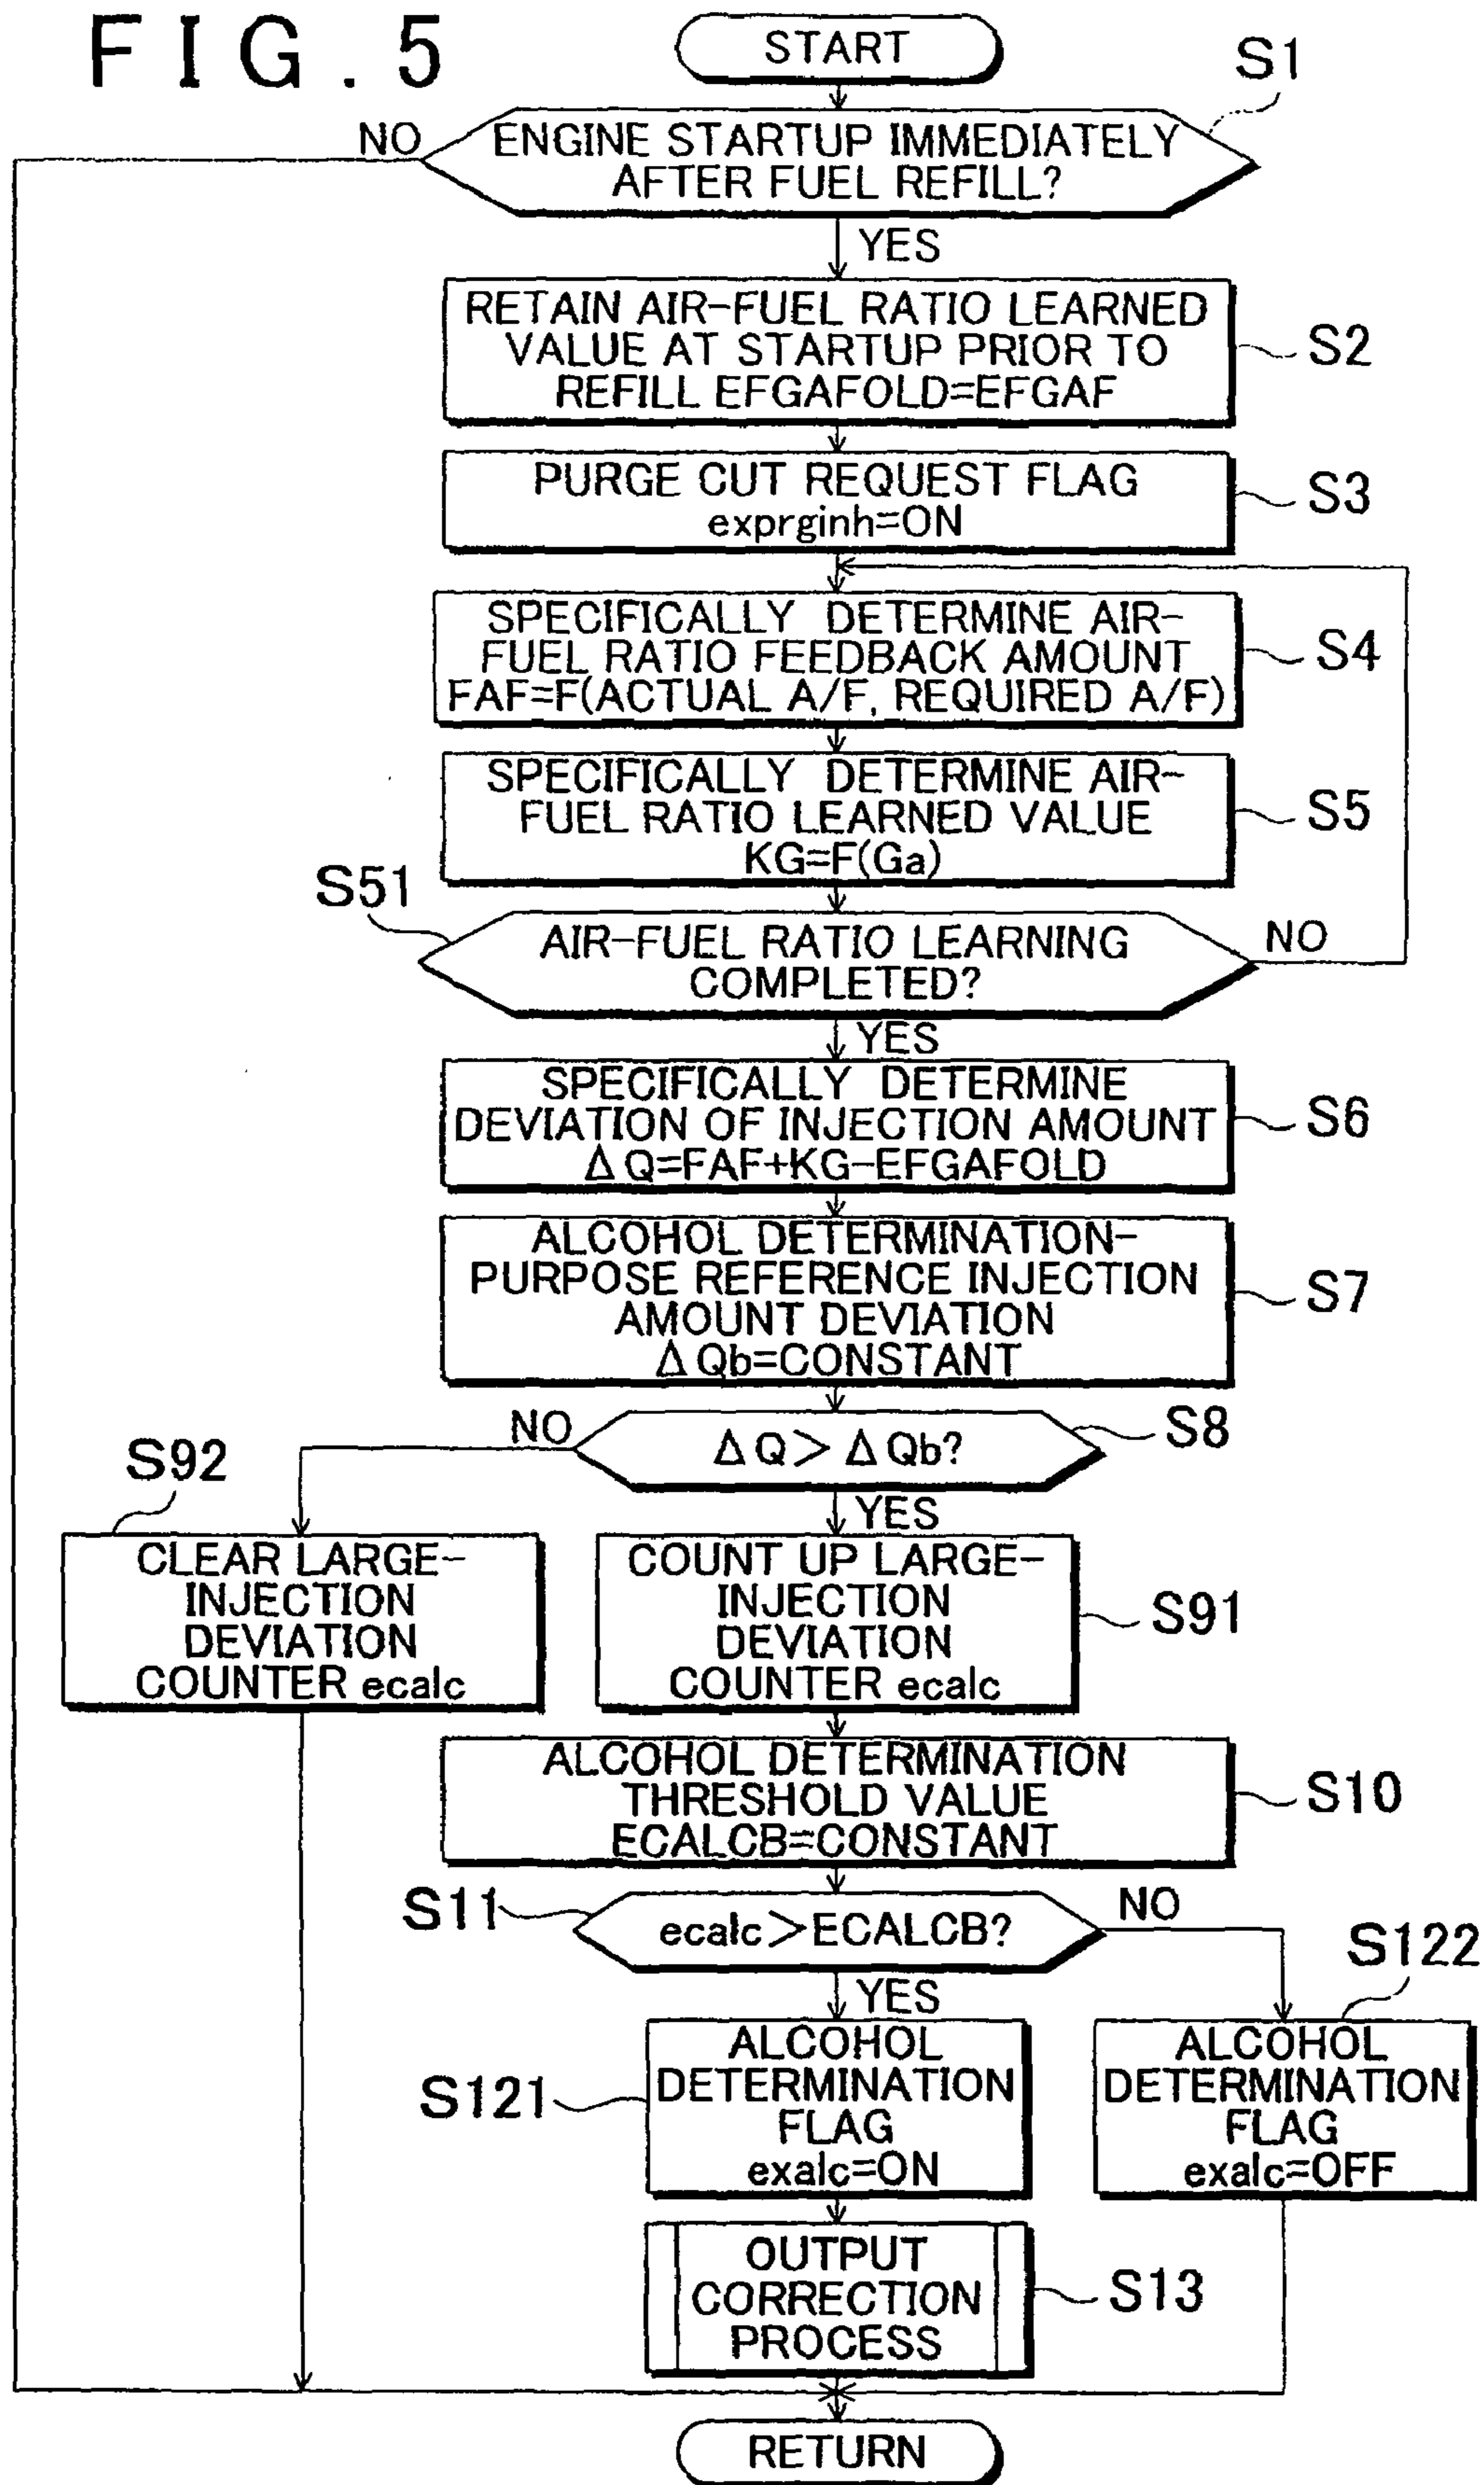 FIG. 5
START
S1
NO
ENGINE STARTUP IMMEDIATELY
AFTER FUEL REFILL?
YES
RETAIN AIR-FUEL RATIO LEARNED
VALUE AT STARTUP PRIOR TO
REFILL EFGAFOLD=EFGAF
S2
PURGE CUT REQUEST FLAG
exprginh=ON
S3
SPECIFICALLY DETERMINE AIR-
FUEL RATIO FEEDBACK AMOUNT
FAF=F(ACTUAL A/F, REQUIRED A/F)
S4
SPECIFICALLY DETERMINE AIR-
FUEL RATIO LEARNED VALUE
KG=F(Ga)
S5
S51
AIR-FUEL RATIO LEARNING
COMPLETED?
NO
YES
SPECIFICALLY DETERMINE
DEVIATION OF INJECTION AMOUNT
ΔQ=FAF+KG-EFGAFOLD
S6
ALCOHOL DETERMINATION-
PURPOSE REFERENCE INJECTION
AMOUNT DEVIATION
ΔQb=CONSTANT
S7
NO
ΔQ>ΔQb?
S8
S92
YES
CLEAR LARGE-
INJECTION
DEVIATION
COUNTER ecalc
COUNT UP LARGE-
INJECTION
DEVIATION
COUNTER ecalc
S91
ALCOHOL DETERMINATION
THRESHOLD VALUE
ECALCB=CONSTANT
S10
S11
ecalc>ECALCB?
NO
S122
YES
ALCOHOL
DETERMINATION
FLAG
exalc=ON
S121
ALCOHOL
DETERMINATION
FLAG
exalc=OFF
OUTPUT
CORRECTION
PROCESS
S13
RETURN